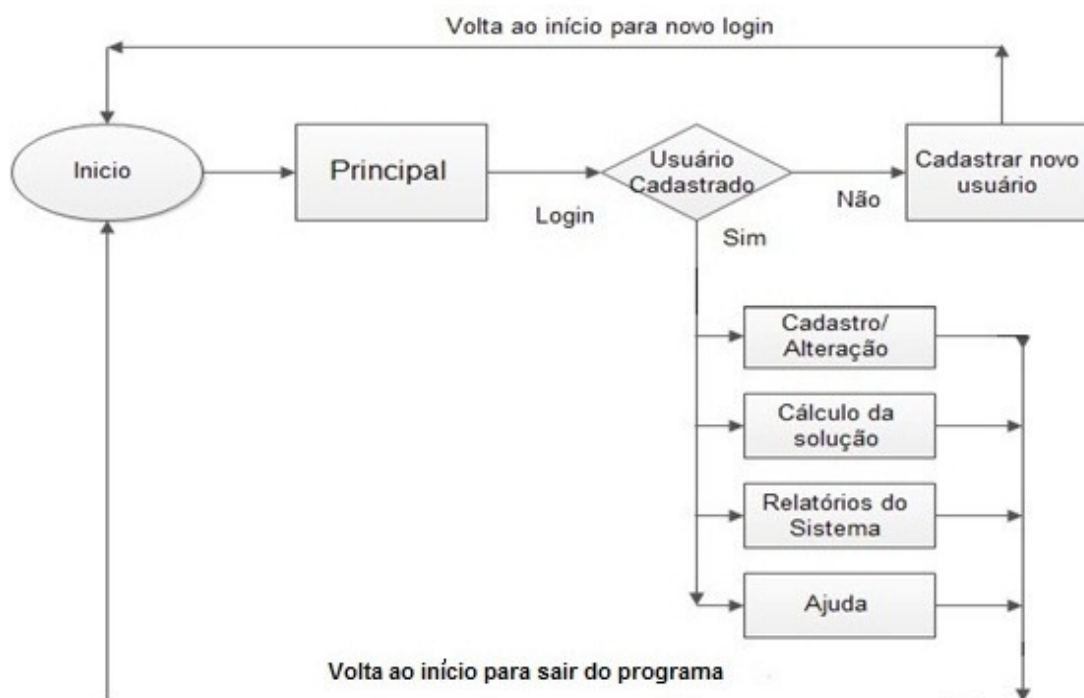 Volta ao início para novo login
Inicio
Principal
Login
Usuário
Cadastrado
Não
Sim
Cadastrar novo
usuário
Cadastro/
Alteração
Cálculo da
solução
Relatórios do
Sistema
Ajuda
Volta ao início para sair do programa